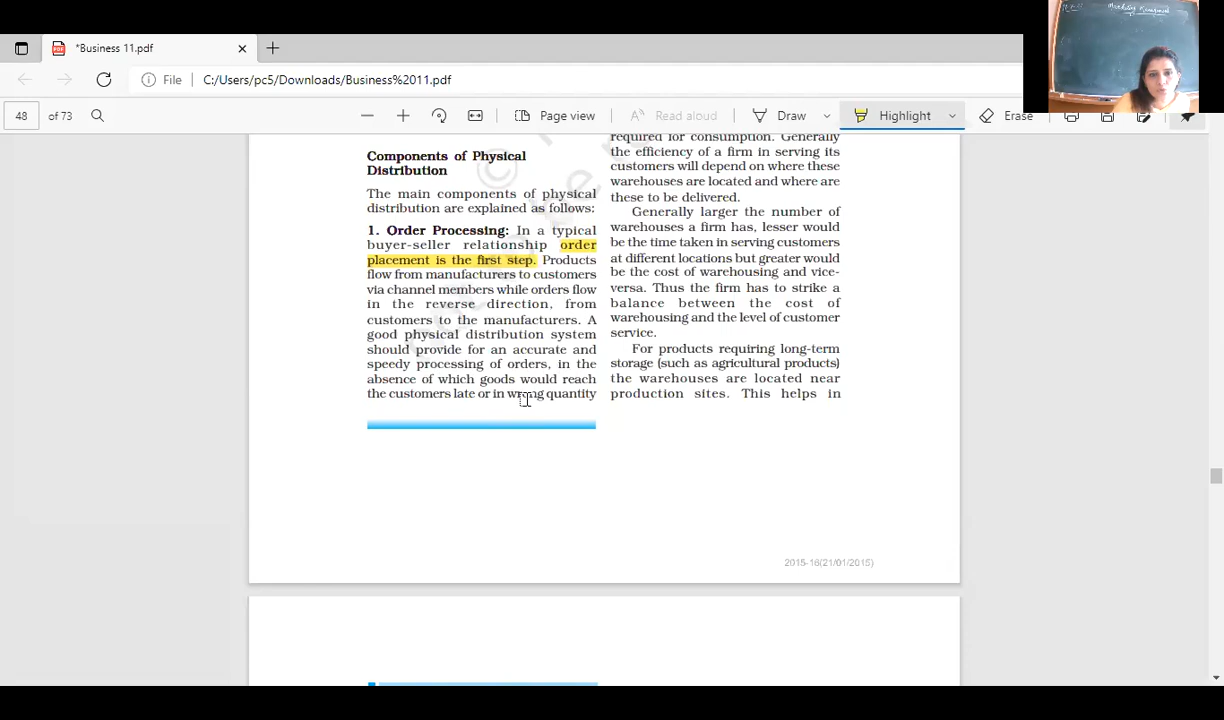 *Business 11.pdf
File
C:/Users/pc5/Downloads/Business%2011.pdf
48
of 73
Page view
Read aloud
Draw
Highlight
Erase
Marketing Management
Components of Physical
Distribution
The main components of physical
distribution are explained as follows:
1. Order Processing: In a typical
buyer-seller relationship order
placement is the first step. Products
flow from manufacturers to customers
via channel members while orders flow
in the reverse direction, from
customers to the manufacturers. A
good physical distribution system
should provide for an accurate and
speedy processing of orders, in the
absence of which goods would reach
the customers late or in wrong quantity
required for consumption. Generally
the efficiency of a firm in serving its
customers will depend on where these
warehouses are located and where are
these to be delivered.
Generally larger the number of
warehouses a firm has, lesser would
be the time taken in serving customers
at different locations but greater would
be the cost of warehousing and vice-
versa. Thus the firm has to strike a
balance between the cost of
warehousing and the level of customer
service.
For products requiring long-term
storage (such as agricultural products)
the warehouses are located near
production sites. This helps in
2015-16(21/01/2015)